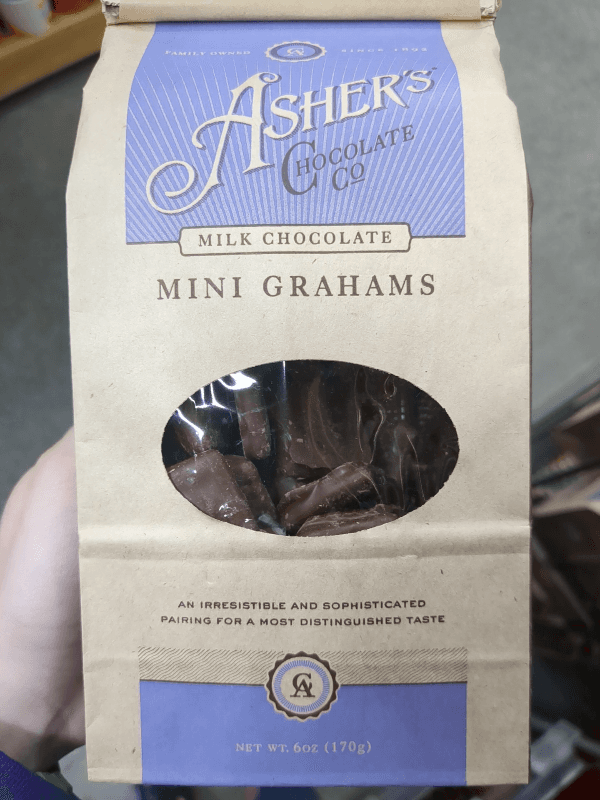 FAMILY OWNED CA SINCE 1892
ASHER'S
CHOCOLATE
CO
MILK CHOCOLATE
MINI GRAHAMS
AN IRRESISTIBLE AND SOPHISTICATED
PAIRING FOR A MOST DISTINGUISHED TASTE
CA
NET WT. 6OZ (170g)